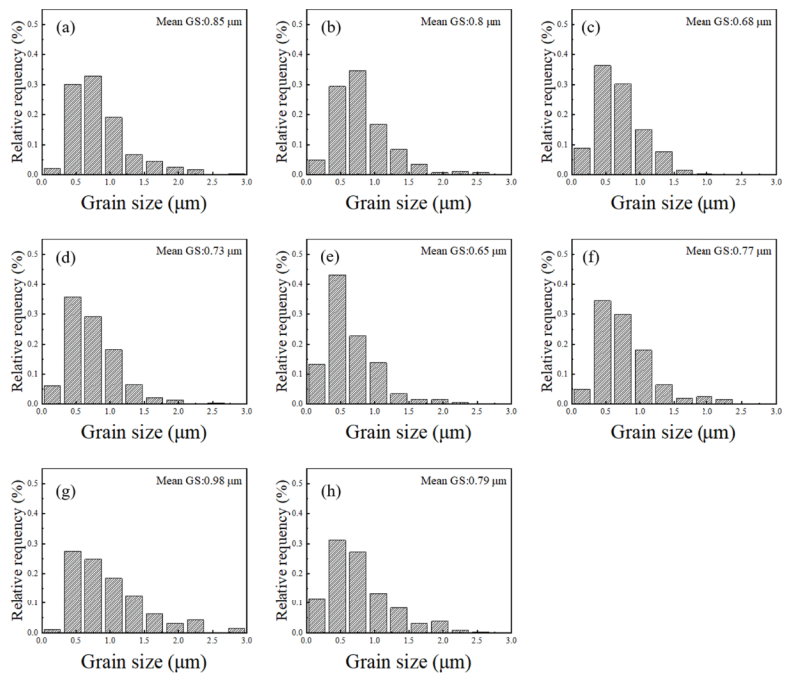 (a)
Mean GS:0.85 μm
Relative requency (%)
0.5
0.4
0.3
0.2
0.1
0.0
0.0 0.5 1.0 1.5 2.0 2.5 3.0
Grain size (μm)
(b)
Mean GS:0.8 μm
Relative requency (%)
0.5
0.4
0.3
0.2
0.1
0.0
0.0 0.5 1.0 1.5 2.0 2.5 3.0
Grain size (μm)
(c)
Mean GS:0.68 μm
Relative requency (%)
0.5
0.4
0.3
0.2
0.1
0.0
0.0 0.5 1.0 1.5 2.0 2.5 3.0
Grain size (μm)
(d)
Mean GS:0.73 μm
Relative requency (%)
0.5
0.4
0.3
0.2
0.1
0.0
0.0 0.5 1.0 1.5 2.0 2.5 3.0
Grain size (μm)
(e)
Mean GS:0.65 μm
Relative requency (%)
0.5
0.4
0.3
0.2
0.1
0.0
0.0 0.5 1.0 1.5 2.0 2.5 3.0
Grain size (μm)
(f)
Mean GS:0.77 μm
Relative requency (%)
0.5
0.4
0.3
0.2
0.1
0.0
0.0 0.5 1.0 1.5 2.0 2.5 3.0
Grain size (μm)
(g)
Mean GS:0.98 μm
Relative requency (%)
0.5
0.4
0.3
0.2
0.1
0.0
0.0 0.5 1.0 1.5 2.0 2.5 3.0
Grain size (μm)
(h)
Mean GS:0.79 μm
Relative requency (%)
0.5
0.4
0.3
0.2
0.1
0.0
0.0 0.5 1.0 1.5 2.0 2.5 3.0
Grain size (μm)